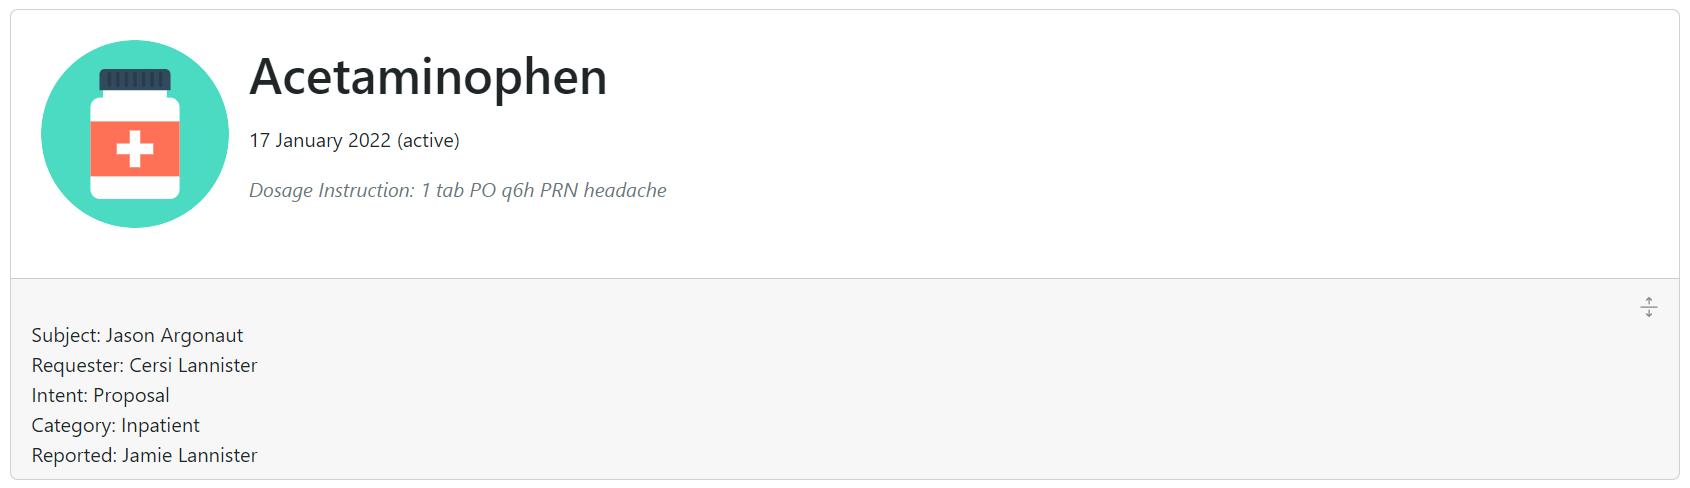 Acetaminophen
17 January 2022 (active)
Dosage Instruction: 1 tab PO q6h PRN headache
Subject: Jason Argonaut
Requester: Cersi Lannister
Intent: Proposal
Category: Inpatient
Reported: Jamie Lannister